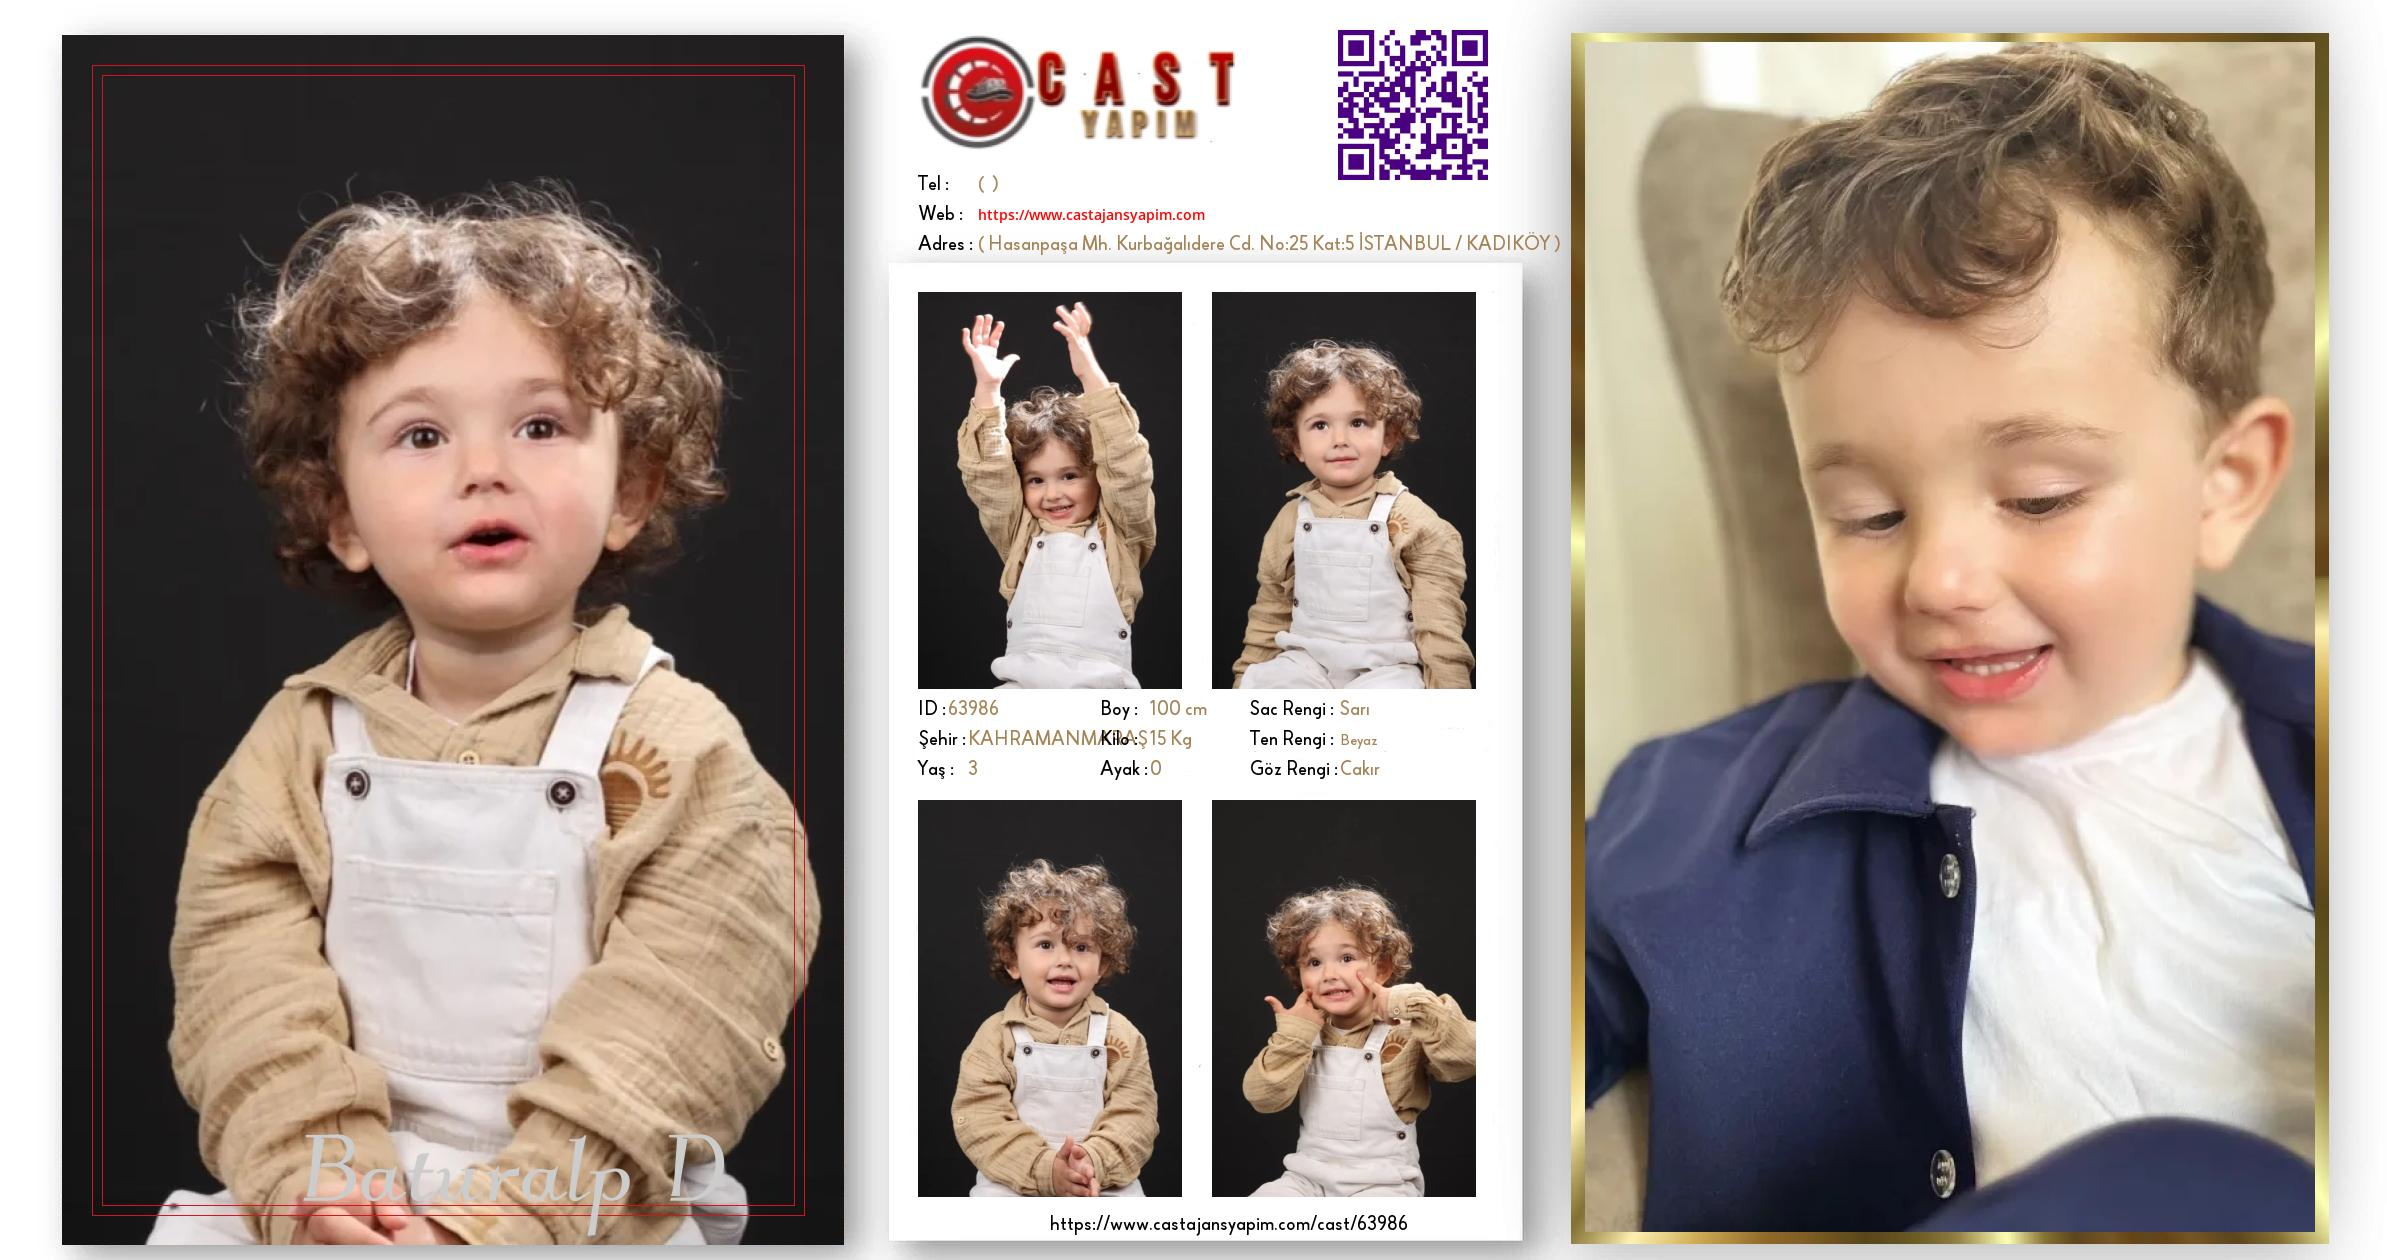 Baturalp D
CAST
YAPIM
Tel : ( )
Web : https://www.castajansyapim.com
Adres : ( Hasanpaşa Mh. Kurbağalıdere Cd. No:25 Kat:5 İSTANBUL / KADIKÖY )
ID : 63986 Boy : 100 cm Sac Rengi : Sarı
Şehir : KAHRAMANMARAŞ Kilo : 15 Kg Ten Rengi : Beyaz
Yaş : 3 Ayak : 0 Göz Rengi : Cakır
https://www.castajansyapim.com/cast/63986